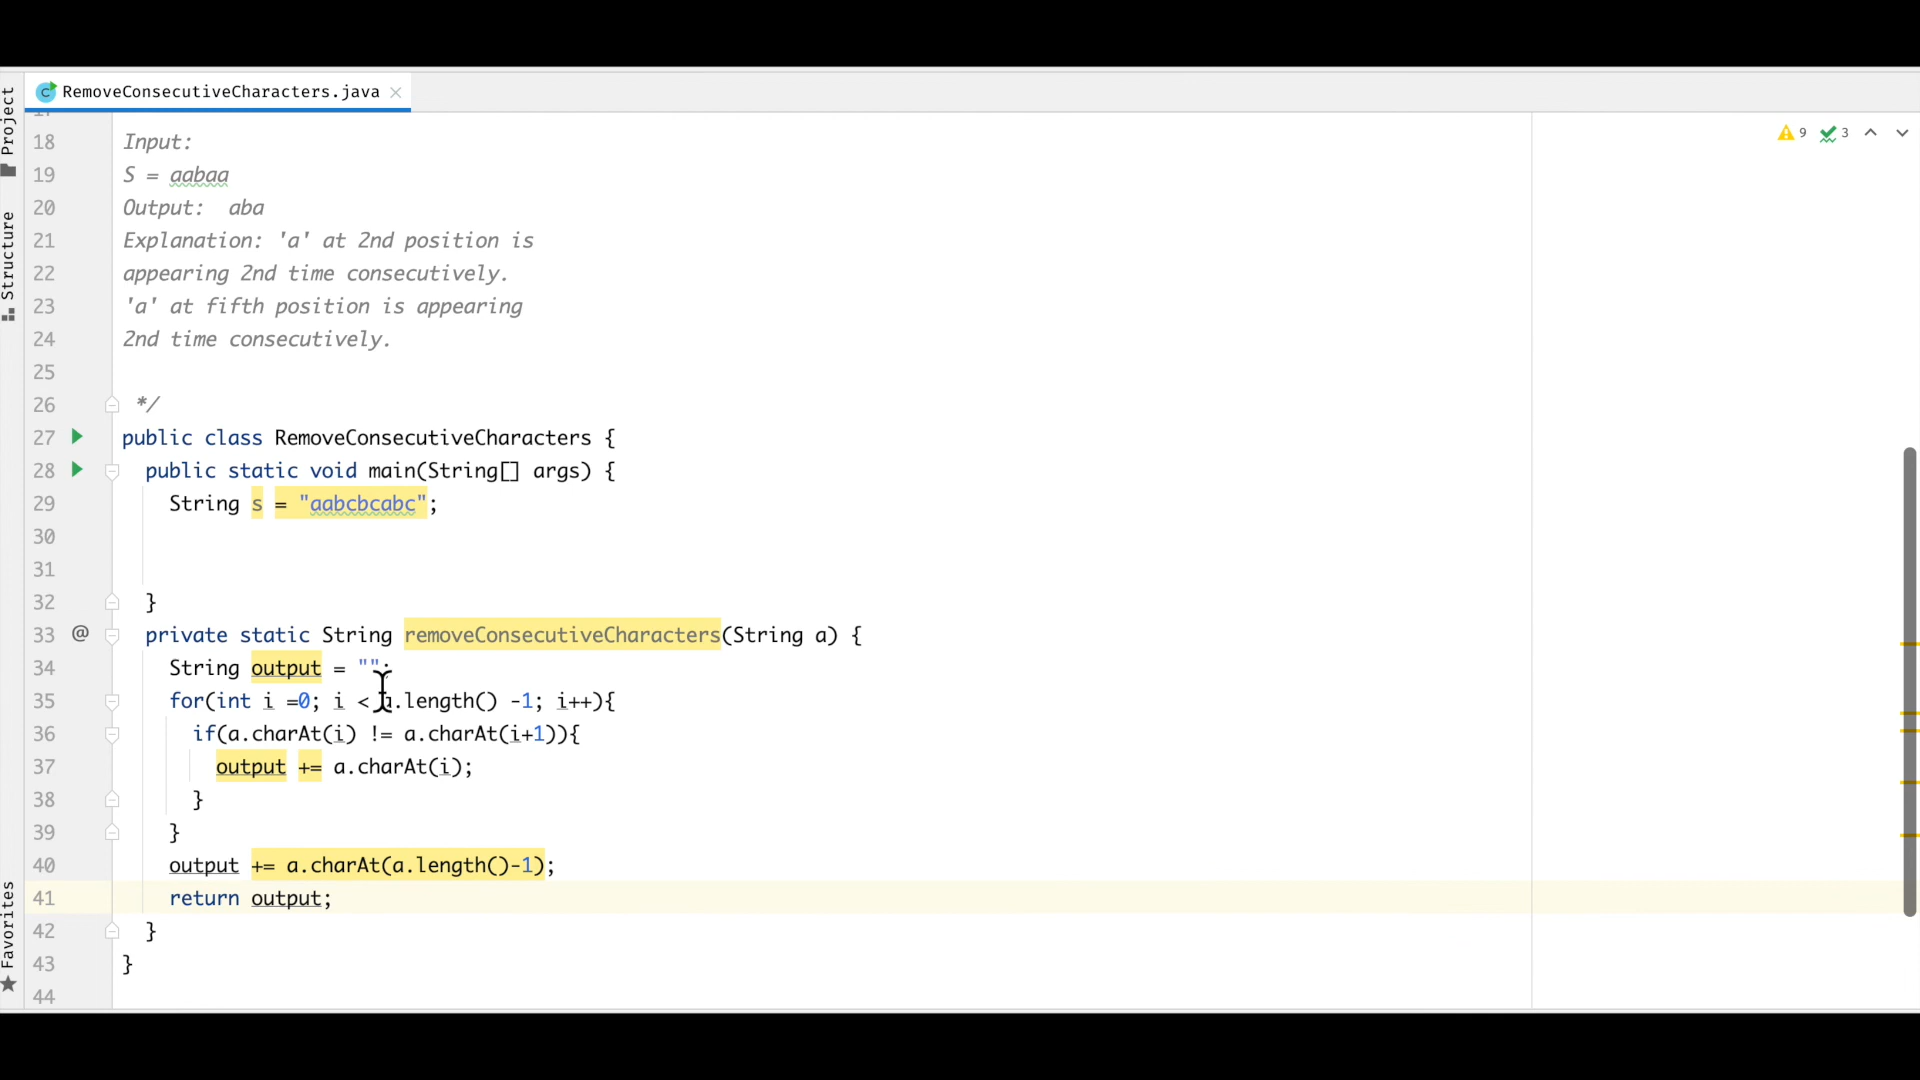 RemoveConsecutiveCharacters.java
Project
Structure
Favorites
9 3
18 Input:
19 S = aabaa
20 Output: aba
21 Explanation: 'a' at 2nd position is
22 appearing 2nd time consecutively.
23 'a' at fifth position is appearing
24 2nd time consecutively.
25
26 */
27 public class RemoveConsecutiveCharacters {
28 public static void main(String[] args) {
29 String s = "aabcbcabc";
30
31
32 }
33 @ private static String removeConsecutiveCharacters(String a) {
34 String output = "";
35 for(int i =0; i < a.length() -1; i++){
36 if(a.charAt(i) != a.charAt(i+1)){
37 output += a.charAt(i);
38 }
39 }
40 output += a.charAt(a.length()-1);
41 return output;
42 }
43 }
44